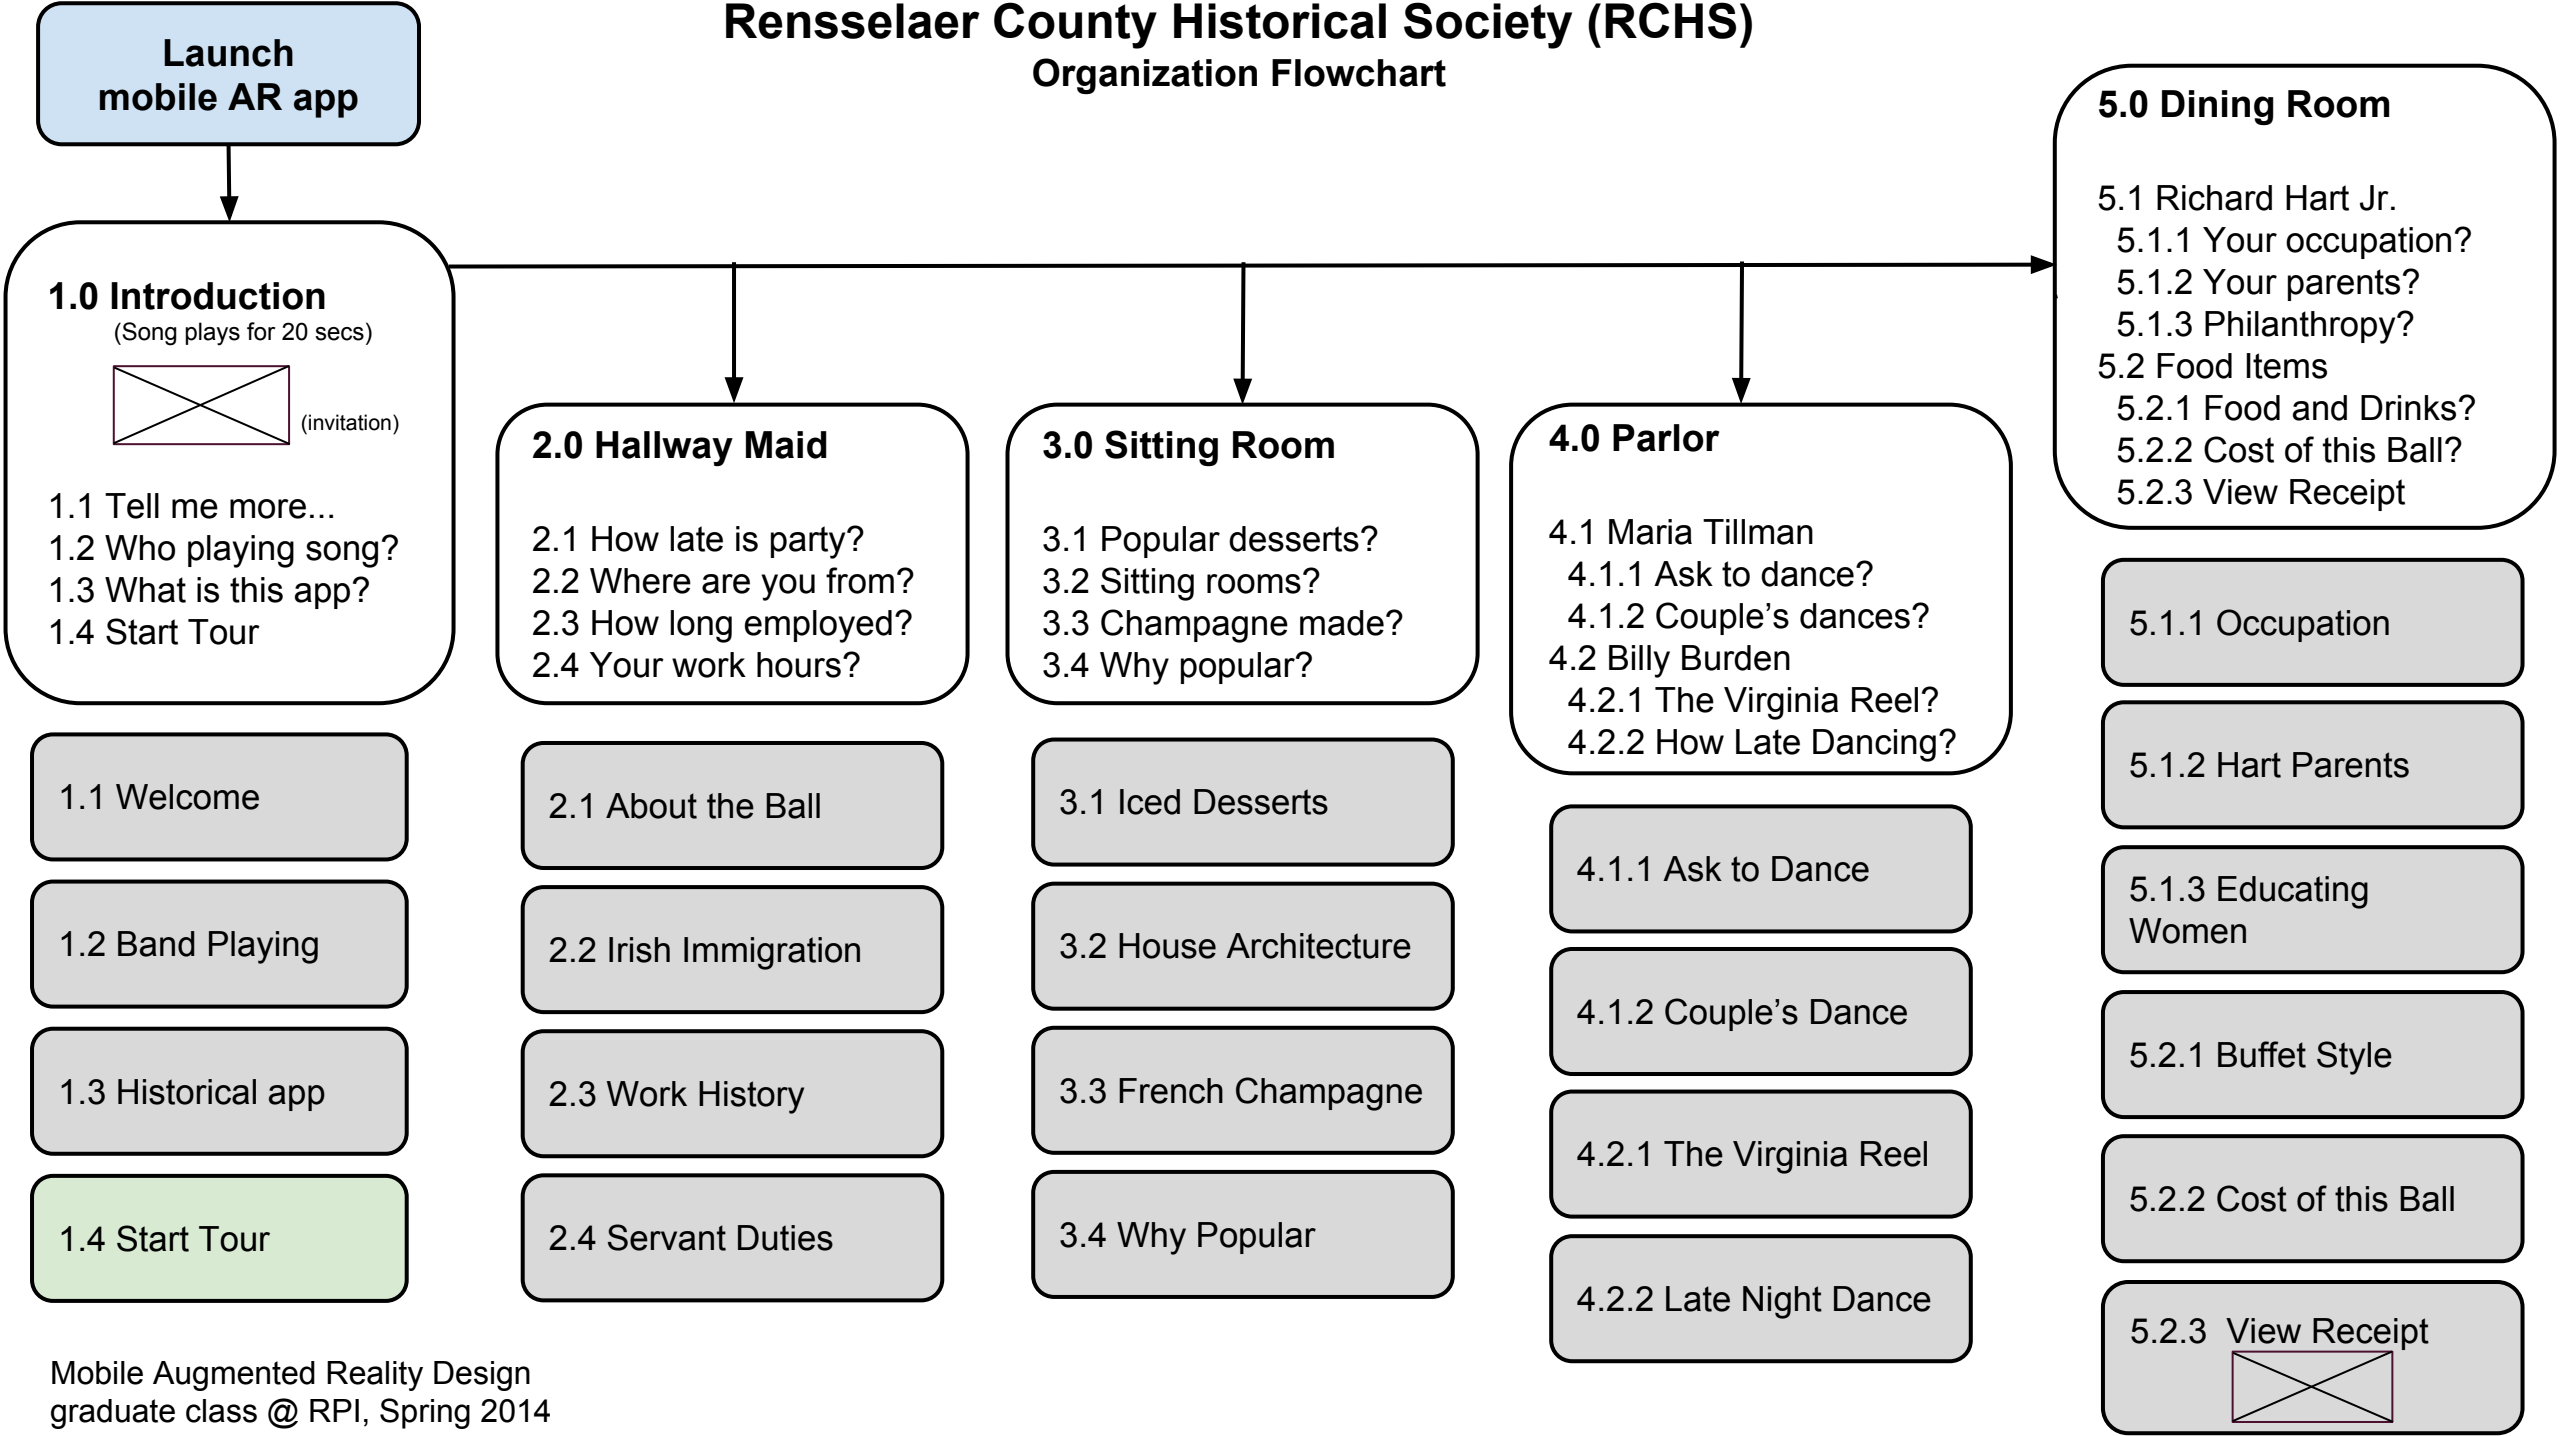 Rensselaer County Historical Society (RCHS)
Organization Flowchart
Launch
mobile AR app
1.0 Introduction
(Song plays for 20 secs)
(invitation)
1.1 Tell me more...
1.2 Who playing song?
1.3 What is this app?
1.4 Start Tour
1.1 Welcome
1.2 Band Playing
1.3 Historical app
1.4 Start Tour
2.0 Hallway Maid
2.1 How late is party?
2.2 Where are you from?
2.3 How long employed?
2.4 Your work hours?
2.1 About the Ball
2.2 Irish Immigration
2.3 Work History
2.4 Servant Duties
3.0 Sitting Room
3.1 Popular desserts?
3.2 Sitting rooms?
3.3 Champagne made?
3.4 Why popular?
3.1 Iced Desserts
3.2 House Architecture
3.3 French Champagne
3.4 Why Popular
4.0 Parlor
4.1 Maria Tillman
4.1.1 Ask to dance?
4.1.2 Couple’s dances?
4.2 Billy Burden
4.2.1 The Virginia Reel?
4.2.2 How Late Dancing?
4.1.1 Ask to Dance
4.1.2 Couple’s Dance
4.2.1 The Virginia Reel
4.2.2 Late Night Dance
5.0 Dining Room
5.1 Richard Hart Jr.
5.1.1 Your occupation?
5.1.2 Your parents?
5.1.3 Philanthropy?
5.2 Food Items
5.2.1 Food and Drinks?
5.2.2 Cost of this Ball?
5.2.3 View Receipt
5.1.1 Occupation
5.1.2 Hart Parents
5.1.3 Educating
Women
5.2.1 Buffet Style
5.2.2 Cost of this Ball
5.2.3 View Receipt
Mobile Augmented Reality Design
graduate class @ RPI, Spring 2014